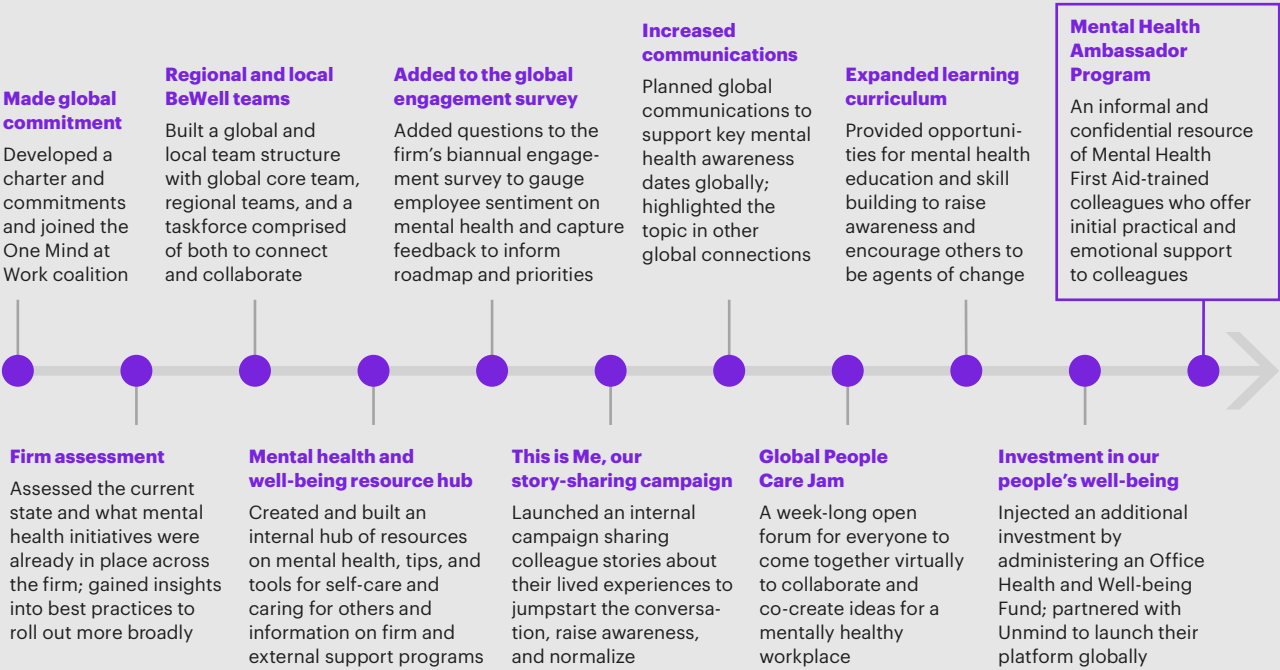 Made global
commitment
Developed a
charter and
commitments
and joined the
One Mind at
Work coalition
Firm assessment
Assessed the current
state and what mental
health initiatives were
already in place across
the firm; gained insights
into best practices to
roll out more broadly
Regional and local
BeWell teams
Built a global and
local team structure
with global core team,
regional teams, and a
taskforce comprised
of both to connect
and collaborate
Mental health and
well-being resource hub
Created and built an
internal hub of resources
on mental health, tips, and
tools for self-care and
caring for others and
information on firm and
external support programs
Added to the global
engagement survey
Added questions to the
firm’s biannual engage-
ment survey to gauge
employee sentiment on
mental health and capture
feedback to inform
roadmap and priorities
This is Me, our
story-sharing campaign
Launched an internal
campaign sharing
colleague stories about
their lived experiences to
jumpstart the conversa-
tion, raise awareness,
and normalize
Increased
communications
Planned global
communications to
support key mental
health awareness
dates globally;
highlighted the
topic in other
global connections
Global People
Care Jam
A week-long open
forum for everyone to
come together virtually
to collaborate and
co-create ideas for a
mentally healthy
workplace
Expanded learning
curriculum
Provided opportuni-
ties for mental health
education and skill
building to raise
awareness and
encourage others to
be agents of change
Investment in our
people’s well-being
Injected an additional
investment by
administering an Office
Health and Well-being
Fund; partnered with
Unmind to launch their
platform globally
Mental Health
Ambassador
Program
An informal and
confidential resource
of Mental Health
First Aid-trained
colleagues who offer
initial practical and
emotional support
to colleagues